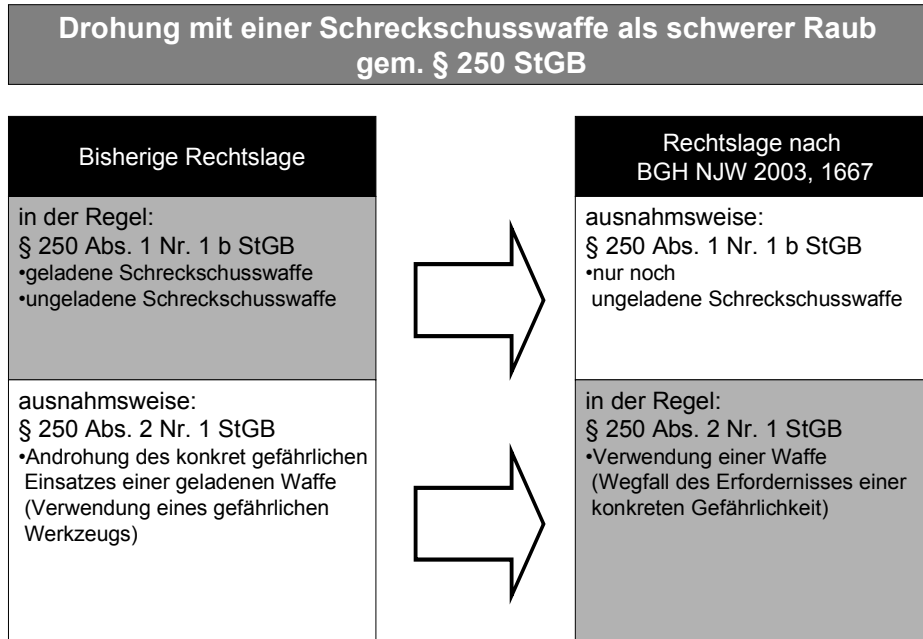 Drohung mit einer Schreckschusswaffe als schwerer Raub
gem. § 250 StGB
Bisherige Rechtslage
in der Regel:
§ 250 Abs. 1 Nr. 1 b StGB
•geladene Schreckschusswaffe
•ungeladene Schreckschusswaffe
ausnahmsweise:
§ 250 Abs. 2 Nr. 1 StGB
•Androhung des konkret gefährlichen
Einsatzes einer geladenen Waffe
(Verwendung eines gefährlichen
Werkzeugs)
Rechtslage nach
BGH NJW 2003, 1667
ausnahmsweise:
§ 250 Abs. 1 Nr. 1 b StGB
•nur noch
ungeladene Schreckschusswaffe
in der Regel:
§ 250 Abs. 2 Nr. 1 StGB
•Verwendung einer Waffe
(Wegfall des Erfordernisses einer
konkreten Gefährlichkeit)